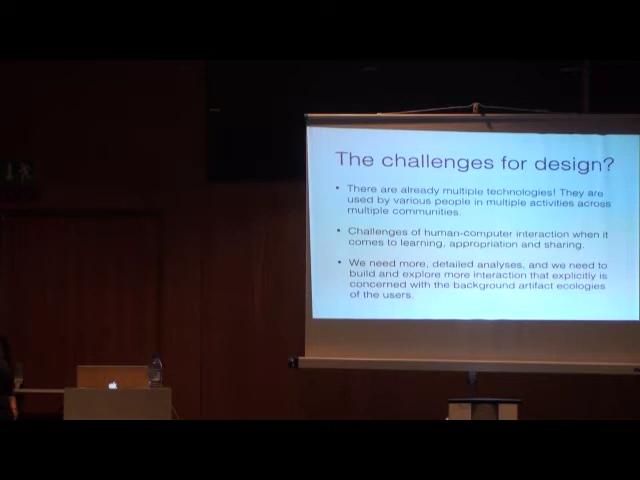 The challenges for design?
• There are already multiple technologies! They are
used by various people in multiple activities across
multiple communities.
• Challenges of human-computer interaction when it
comes to learning, appropriation and sharing.
• We need more, detailed analyses, and we need to
build and explore more interaction that explicitly is
concerned with the background artifact ecologies
of the users.